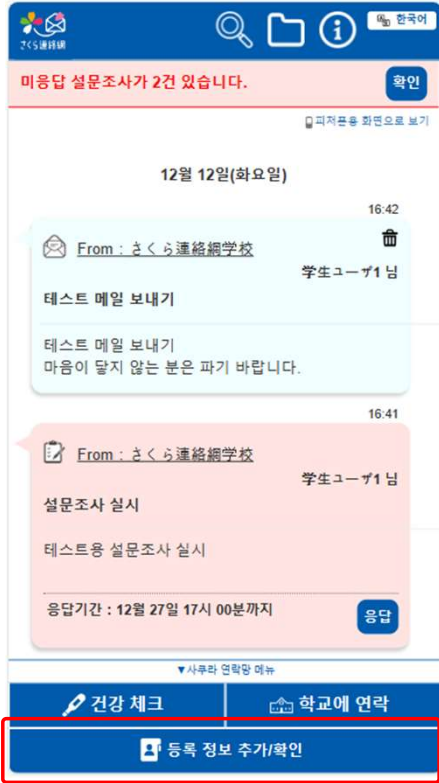 さくら連絡網
한국어
미응답 설문조사가 2건 있습니다.
확인
피저폰용 화면으로 보기
12월 12일(화요일)
16:42
From : さくら連絡網学校
学生ユーザ1 님
테스트 메일 보내기
테스트 메일 보내기
마음이 닿지 않는 분은 파기 바랍니다.
16:41
From : さくら連絡網学校
学生ユーザ1 님
설문조사 실시
테스트용 설문조사 실시
응답기간 : 12월 27일 17시 00분까지
응답
▼사쿠라 연락망 메뉴
건강 체크
학교에 연락
등록 정보 추가/확인